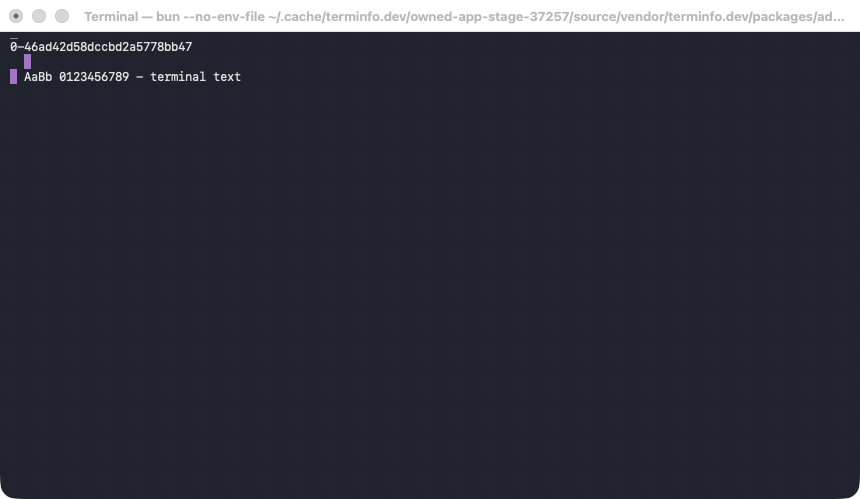 Terminal — bun --no-env-file ~/.cache/terminfo.dev/owned-app-stage-37257/source/vendor/terminfo.dev/packages/ad...
0-46ad42d58dccbd2a5778bb47
AaBb 0123456789 — terminal text